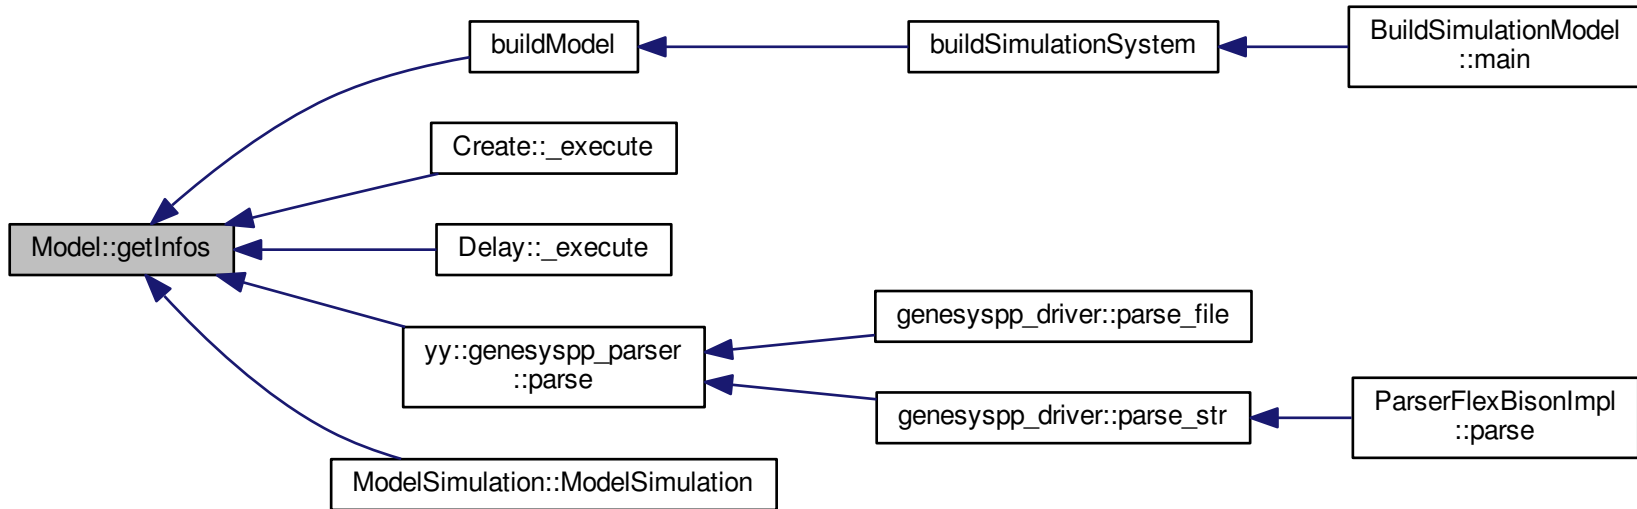 buildModel
buildSimulationSystem
BuildSimulationModel
::main
Create::_execute
Model::getInfos
Delay::_execute
genesyspp_driver::parse_file
yy::genesyspp_parser
::parse
genesyspp_driver::parse_str
ParserFlexBisonImpl
::parse
ModelSimulation::ModelSimulation